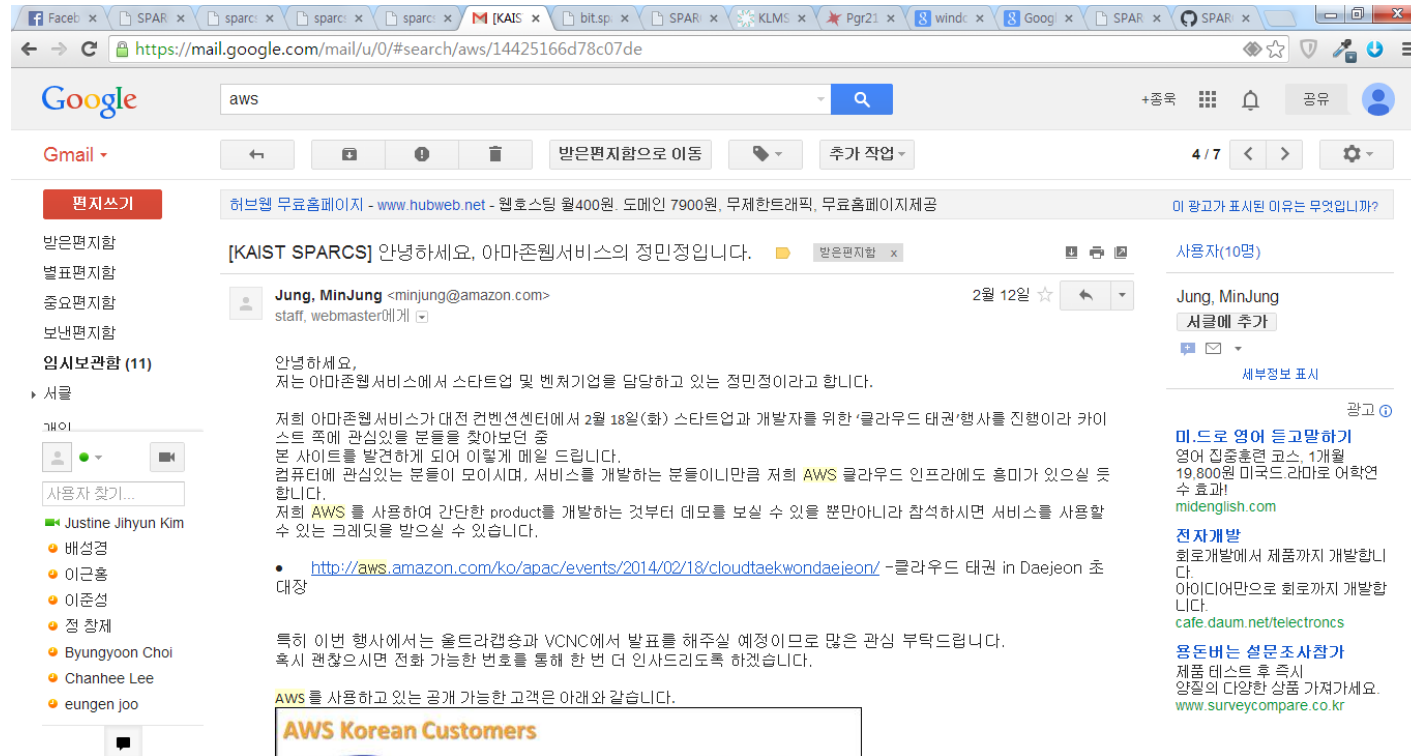 Faceb x
SPAR x
sparcs x
sparcs x
sparcs x
[KAIS x
bit.sp x
SPAR x
KLMS x
Pgr21 x
windo x
Googl x
SPAR x
SPAR x
https://mail.google.com/mail/u/0/#search/aws/14425166d78c07de
Google
aws
+종욱
공유
Gmail
받은편지함으로 이동
추가 작업
4 / 7
편지쓰기
허브웹 무료홈페이지 - www.hubweb.net - 웹호스팅 월400원. 도메인 7900원, 무제한트래픽, 무료홈페이지제공
이 광고가 표시된 이유는 무엇입니까?
받은편지함
별표편지함
중요편지함
보낸편지함
임시보관함 (11)
서클
개인
사용자 찾기...
Justine Jihyun Kim
배성경
이근홍
이준성
정 창제
Byungyoon Choi
Chanhee Lee
eungen joo
[KAIST SPARCS] 안녕하세요, 아마존웹서비스의 정민정입니다.
받은편지함 x
Jung, MinJung <minjung@amazon.com>
2월 12일
staff, webmaster에게
안녕하세요,
저는 아마존웹서비스에서 스타트업 및 벤처기업을 담당하고 있는 정민정이라고 합니다.
저희 아마존웹서비스가 대전 컨벤션센터에서 2월 18일(화) 스타트업과 개발자를 위한 ‘클라우드 태권’행사를 진행이라 카이
스트 쪽에 관심있을 분들을 찾아보던 중
본 사이트를 발견하게 되어 이렇게 메일 드립니다.
컴퓨터에 관심있는 분들이 모이시며, 서비스를 개발하는 분들이니만큼 저희 AWS 클라우드 인프라에도 흥미가 있으실 듯
합니다.
저희 AWS 를 사용하여 간단한 product를 개발하는 것부터 데모를 보실 수 있을 뿐만아니라 참석하시면 서비스를 사용할
수 있는 크레딧을 받으실 수 있습니다.
• http://aws.amazon.com/ko/apac/events/2014/02/18/cloudtaekwondaejeon/ -클라우드 태권 in Daejeon 초
대장
특히 이번 행사에서는 울트라캡숑과 VCNC에서 발표를 해주실 예정이므로 많은 관심 부탁드립니다.
혹시 괜찮으시면 전화 가능한 번호를 통해 한 번 더 인사드리도록 하겠습니다.
AWS 를 사용하고 있는 공개 가능한 고객은 아래와 같습니다.
AWS Korean Customers
사용자(10명)
Jung, MinJung
서클에 추가
세부정보 표시
광고
미.드로 영어 듣고말하기
영어 집중훈련 코스, 1개월
19,800원 미국드.라마로 어학연
수 효과!
midenglish.com
전자개발
회로개발에서 제품까지 개발합니
다.
아이디어만으로 회로까지 개발합
니다.
cafe.daum.net/telectroncs
용돈버는 설문조사참가
제품 테스트 후 즉시
양질의 다양한 상품 가져가세요.
www.surveycompare.co.kr